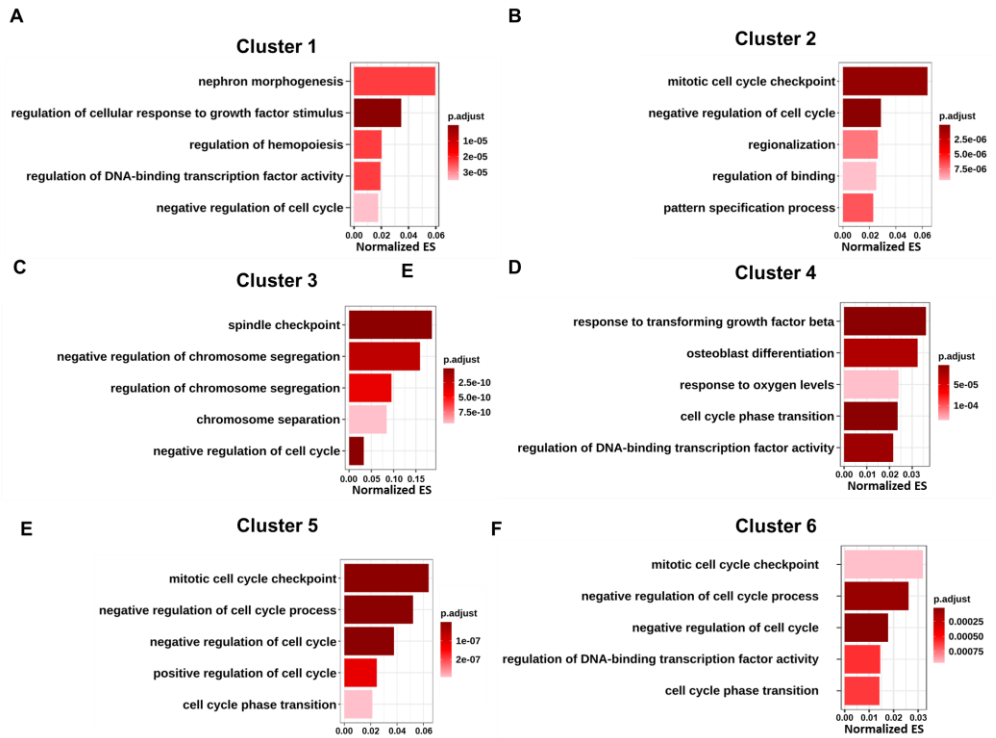 A
Cluster 1
nephron morphogenesis
regulation of cellular response to growth factor stimulus
regulation of hemopoiesis
regulation of DNA-binding transcription factor activity
negative regulation of cell cycle
p.adjust
1e-05
2e-05
3e-05
0.00 0.02 0.04 0.06
Normalized ES
B
Cluster 2
mitotic cell cycle checkpoint
negative regulation of cell cycle
regionalization
regulation of binding
pattern specification process
p.adjust
2.5e-06
5.0e-06
7.5e-06
0.00 0.02 0.04 0.06
Normalized ES
C
Cluster 3
E
spindle checkpoint
negative regulation of chromosome segregation
regulation of chromosome segregation
chromosome separation
negative regulation of cell cycle
p.adjust
2.5e-10
5.0e-10
7.5e-10
0.00 0.05 0.10 0.15
Normalized ES
D
Cluster 4
response to transforming growth factor beta
osteoblast differentiation
response to oxygen levels
cell cycle phase transition
regulation of DNA-binding transcription factor activity
p.adjust
5e-05
1e-04
0.00 0.01 0.02 0.03
Normalized ES
E
Cluster 5
mitotic cell cycle checkpoint
negative regulation of cell cycle process
negative regulation of cell cycle
positive regulation of cell cycle
cell cycle phase transition
p.adjust
1e-07
2e-07
0.00 0.02 0.04 0.06
F
Cluster 6
mitotic cell cycle checkpoint
negative regulation of cell cycle process
negative regulation of cell cycle
regulation of DNA-binding transcription factor activity
cell cycle phase transition
p.adjust
0.00025
0.00050
0.00075
0.00 0.01 0.02 0.03
Normalized ES